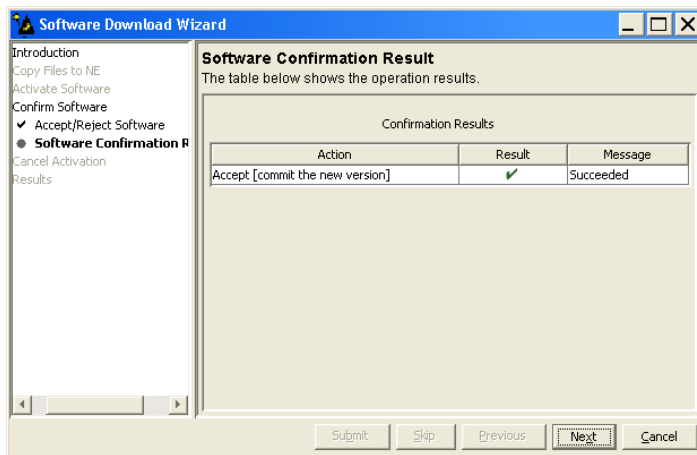 Software Download Wizard
Introduction
Copy Files to NE
Activate Software
Confirm Software
Accept/Reject Software
Software Confirmation R
Cancel Activation
Results
Software Confirmation Result
The table below shows the operation results.
Confirmation Results
Action Result Message
Accept [commit the new version] ✔ Succeeded
Submit Skip Previous Next Cancel